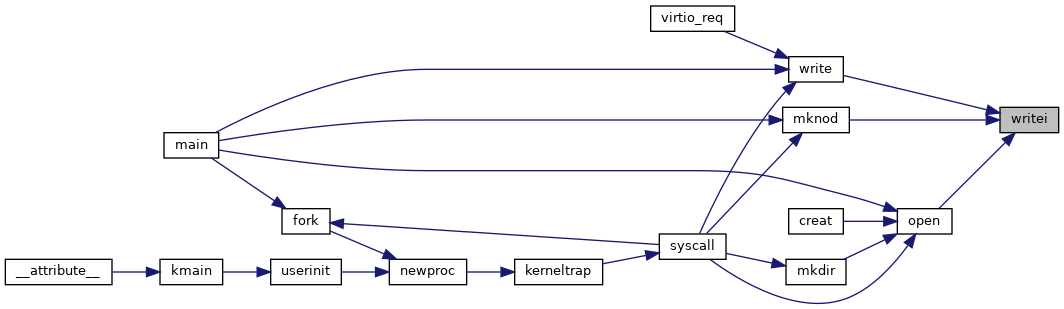 virtio_req
write
writei
mknod
main
fork
creat
open
syscall
__attribute__
kmain
userinit
newproc
kerneltrap
mkdir